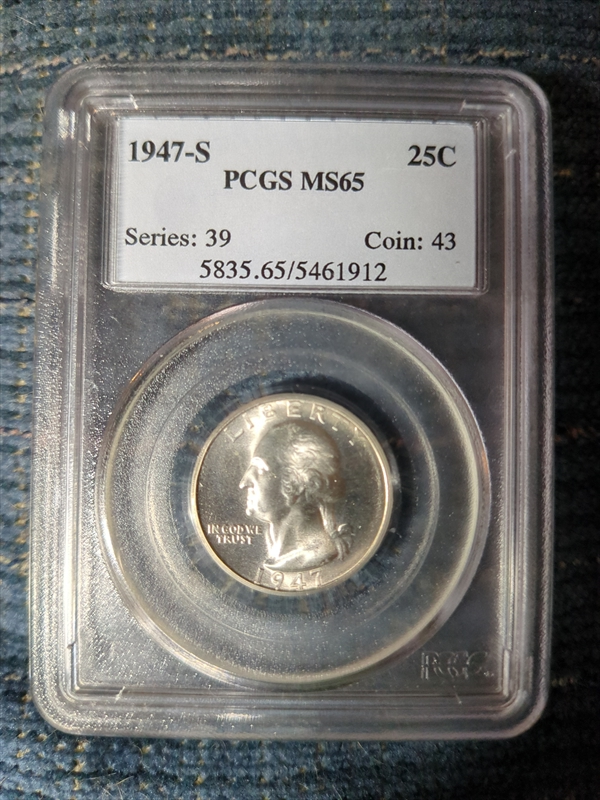 1947-S 25C
PCGS MS65
Series: 39 Coin: 43
5835.65/5461912
LIBERTY
IN GOD WE
TRUST
1947
PCGS